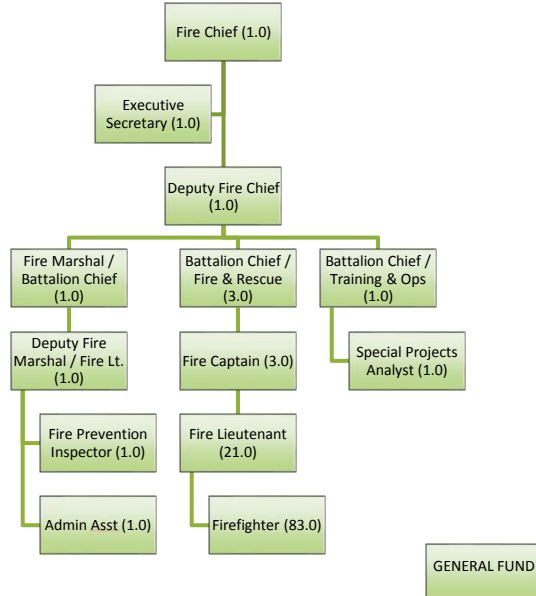 Fire Chief (1.0)
Executive
Secretary (1.0)
Deputy Fire Chief
(1.0)
Fire Marshal /
Battalion Chief
(1.0)
Battalion Chief /
Fire & Rescue
(3.0)
Battalion Chief /
Training & Ops
(1.0)
Deputy Fire
Marshal / Fire Lt.
(1.0)
Fire Captain (3.0)
Special Projects
Analyst (1.0)
Fire Prevention
Inspector (1.0)
Fire Lieutenant
(21.0)
Admin Asst (1.0)
Firefighter (83.0)
GENERAL FUND